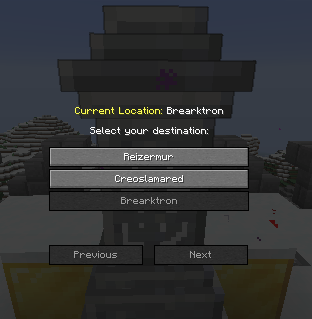 Current Location: Brearktron
Select your destination:
Reizermur
Creoslamared
Brearktron
Previous
Next